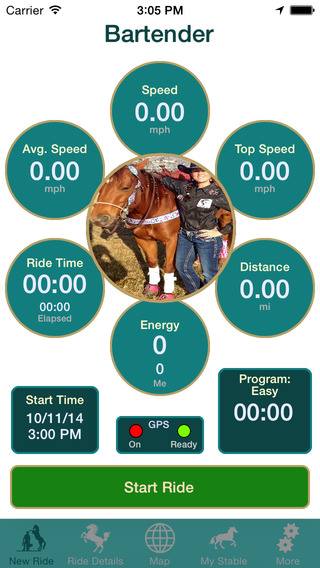 Carrier 3:05 PM
Bartender
Speed
0.00
mph
Avg. Speed
0.00
mph
Top Speed
0.00
mph
Ride Time
00:00
00:00
Elapsed
Distance
0.00
mi
Energy
0
0
Me
Start Time
10/11/14
3:00 PM
GPS
On Ready
Program:
Easy
00:00
Start Ride
New Ride Ride Details Map My Stable More